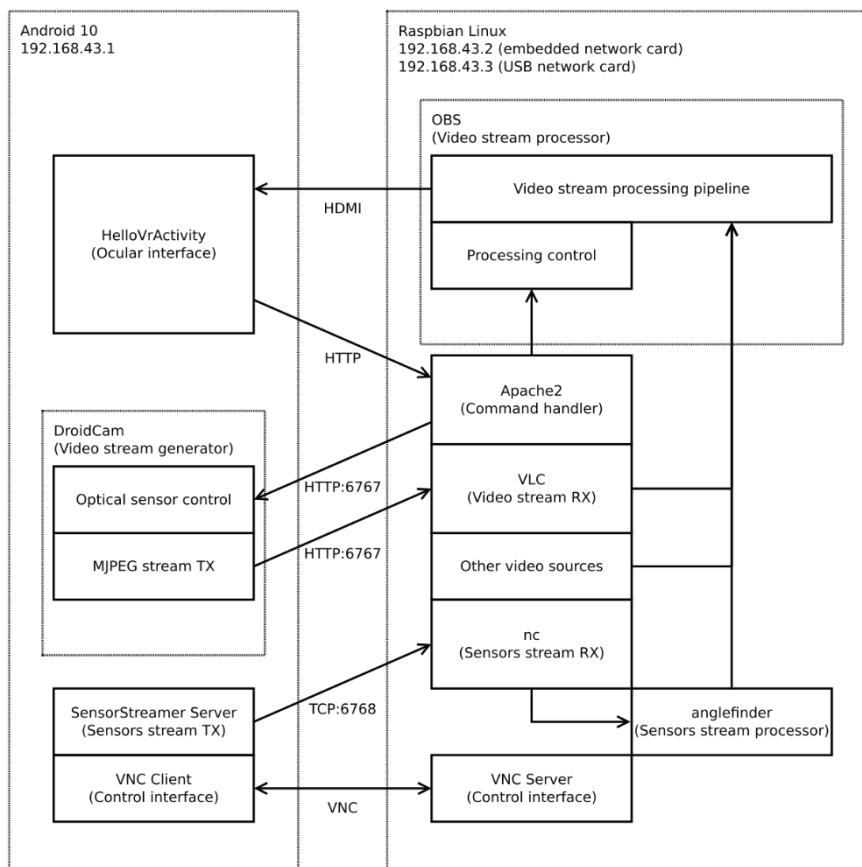 Android 10
192.168.43.1
Raspbian Linux
192.168.43.2 (embedded network card)
192.168.43.3 (USB network card)
OBS
(Video stream processor)
Video stream processing pipeline
HDMI
HelloVrActivity
(Ocular interface)
Processing control
HTTP
Apache2
(Command handler)
DroidCam
(Video stream generator)
Optical sensor control
HTTP:6767
VLC
(Video stream RX)
MJPEG stream TX
HTTP:6767
Other video sources
nc
(Sensors stream RX)
SensorStreamer Server
(Sensors stream TX)
TCP:6768
anglefinder
(Sensors stream processor)
VNC Client
(Control interface)
VNC
VNC Server
(Control interface)